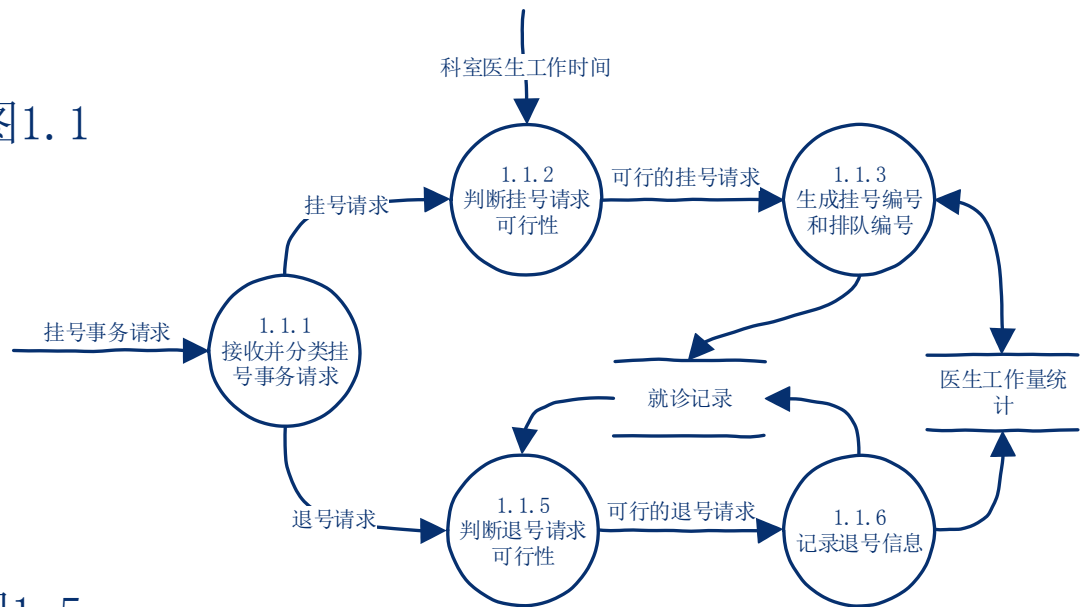 科室医生工作时间
图1.1
1.1.2
判断挂号请求
可行性
可行的挂号请求
1.1.3
生成挂号编号
和排队编号
挂号请求
挂号事务请求
1.1.1
接收并分类挂
号事务请求
就诊记录
医生工作量统
计
退号请求
1.1.5
判断退号请求
可行性
可行的退号请求
1.1.6
记录退号信息